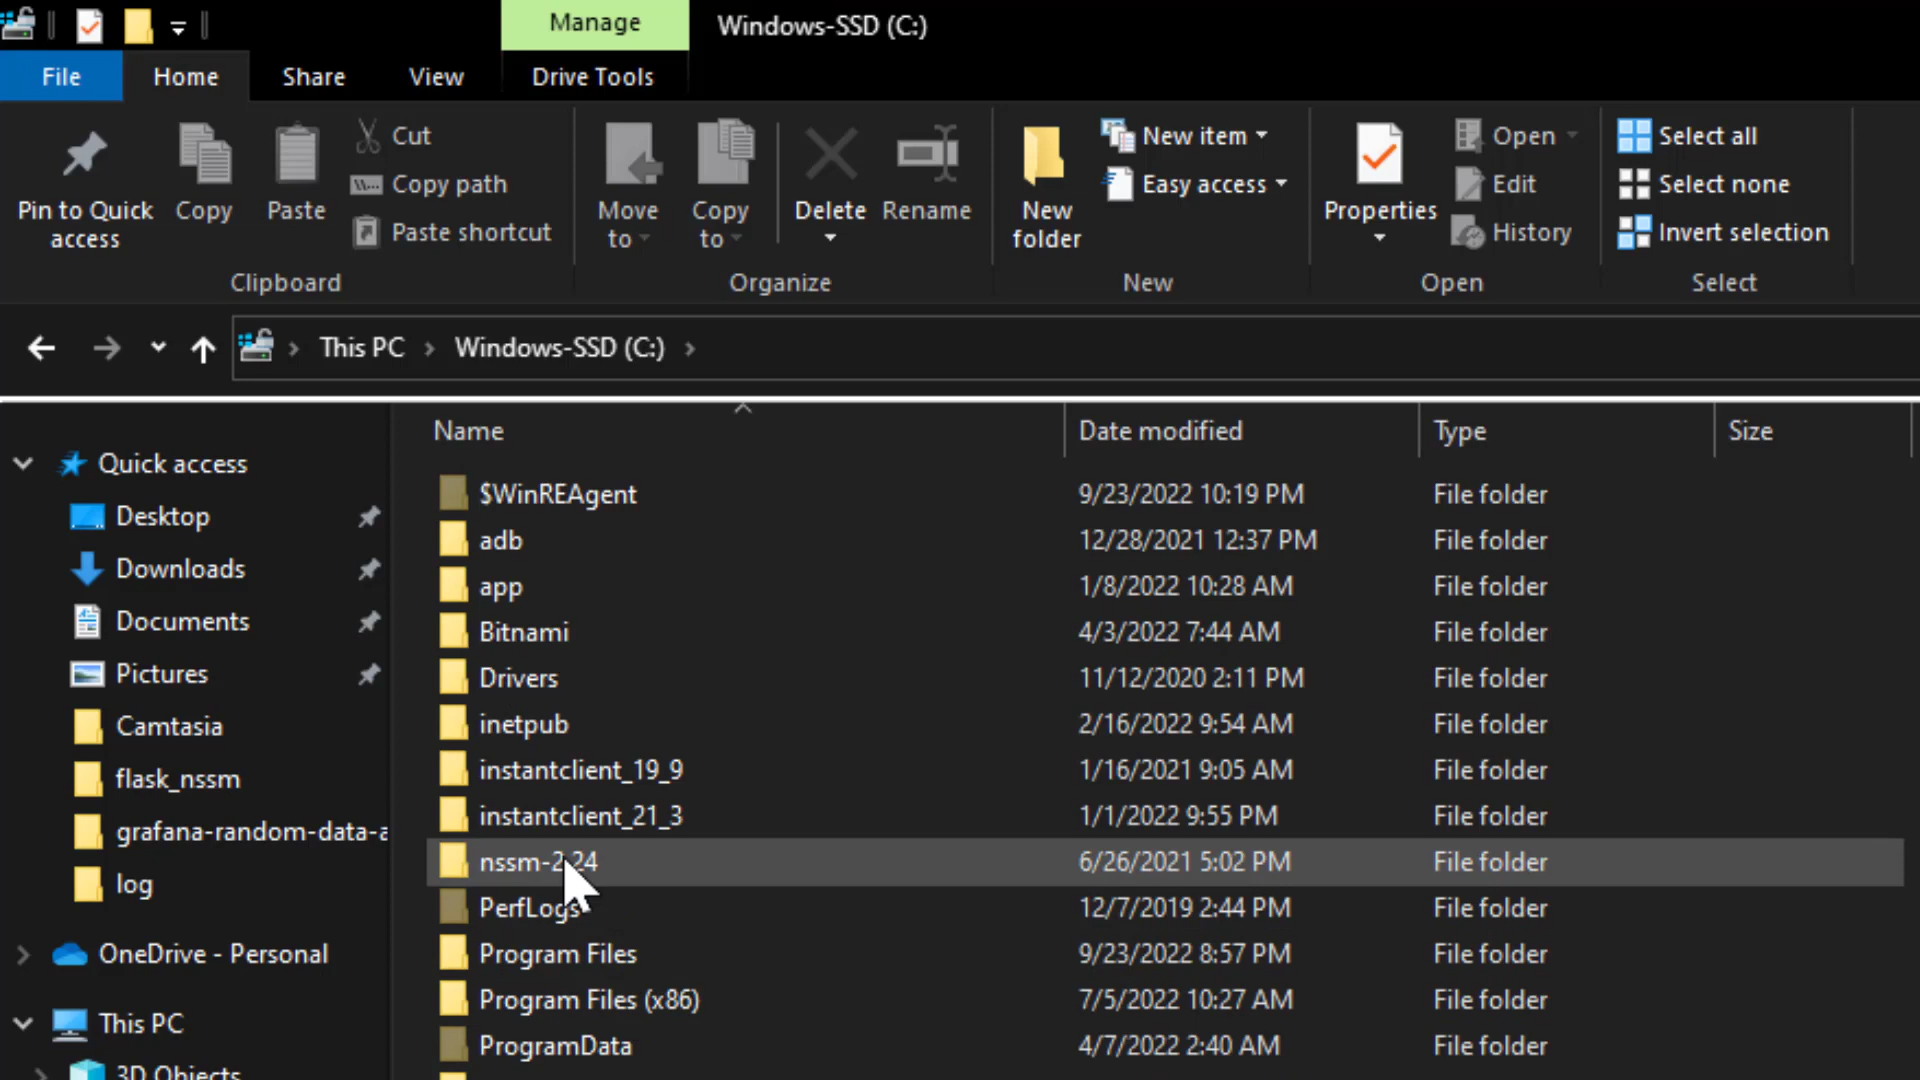 Manage
Windows-SSD (C:)
File
Home
Share
View
Drive Tools
Pin to Quick
access
Copy
Paste
Cut
Copy path
Paste shortcut
Clipboard
Move
to
Copy
to
Delete
Rename
Organize
New
folder
New item
Easy access
New
Properties
Open
Edit
History
Open
Select all
Select none
Invert selection
Select
This PC
Windows-SSD (C:)
Name
Date modified
Type
Size
Quick access
Desktop
Downloads
Documents
Pictures
Camtasia
flask_nssm
grafana-random-data-a
log
OneDrive - Personal
This PC
3D Objects
$WinREAgent 9/23/2022 10:19 PM File folder
adb 12/28/2021 12:37 PM File folder
app 1/8/2022 10:28 AM File folder
Bitnami 4/3/2022 7:44 AM File folder
Drivers 11/12/2020 2:11 PM File folder
inetpub 2/16/2022 9:54 AM File folder
instantclient_19_9 1/16/2021 9:05 AM File folder
instantclient_21_3 1/1/2022 9:55 PM File folder
nssm-2.24 6/26/2021 5:02 PM File folder
PerfLogs 12/7/2019 2:44 PM File folder
Program Files 9/23/2022 8:57 PM File folder
Program Files (x86) 7/5/2022 10:27 AM File folder
ProgramData 4/7/2022 2:40 AM File folder